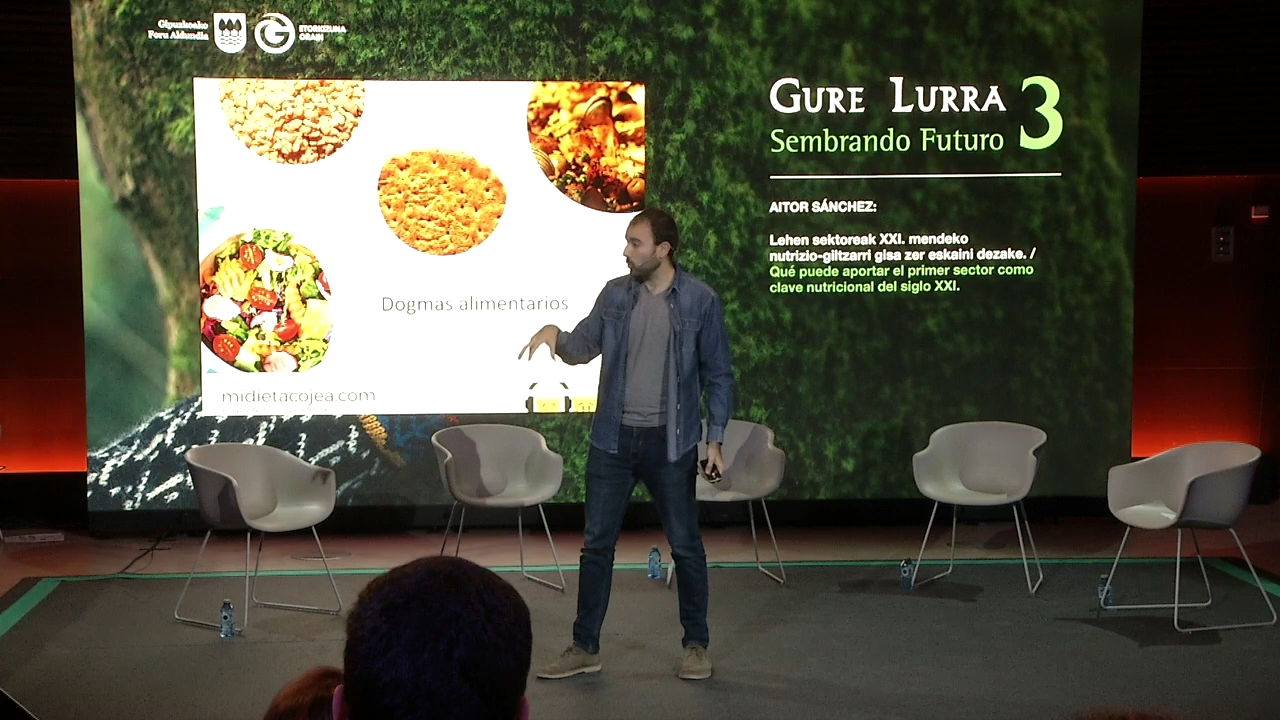 Gipuzkoako
Foru Aldundia
ETORKIZUNA
ORAIN
GURE LURRA 3
Sembrando Futuro
AITOR SÁNCHEZ:
Lehen sektoreak XXI. mendeko
nutrizio-giltzarri gisa zer eskaini dezake. /
Qué puede aportar el primer sector como
clave nutricional del siglo XXI.
Dogmas alimentarios
midietacojea.com